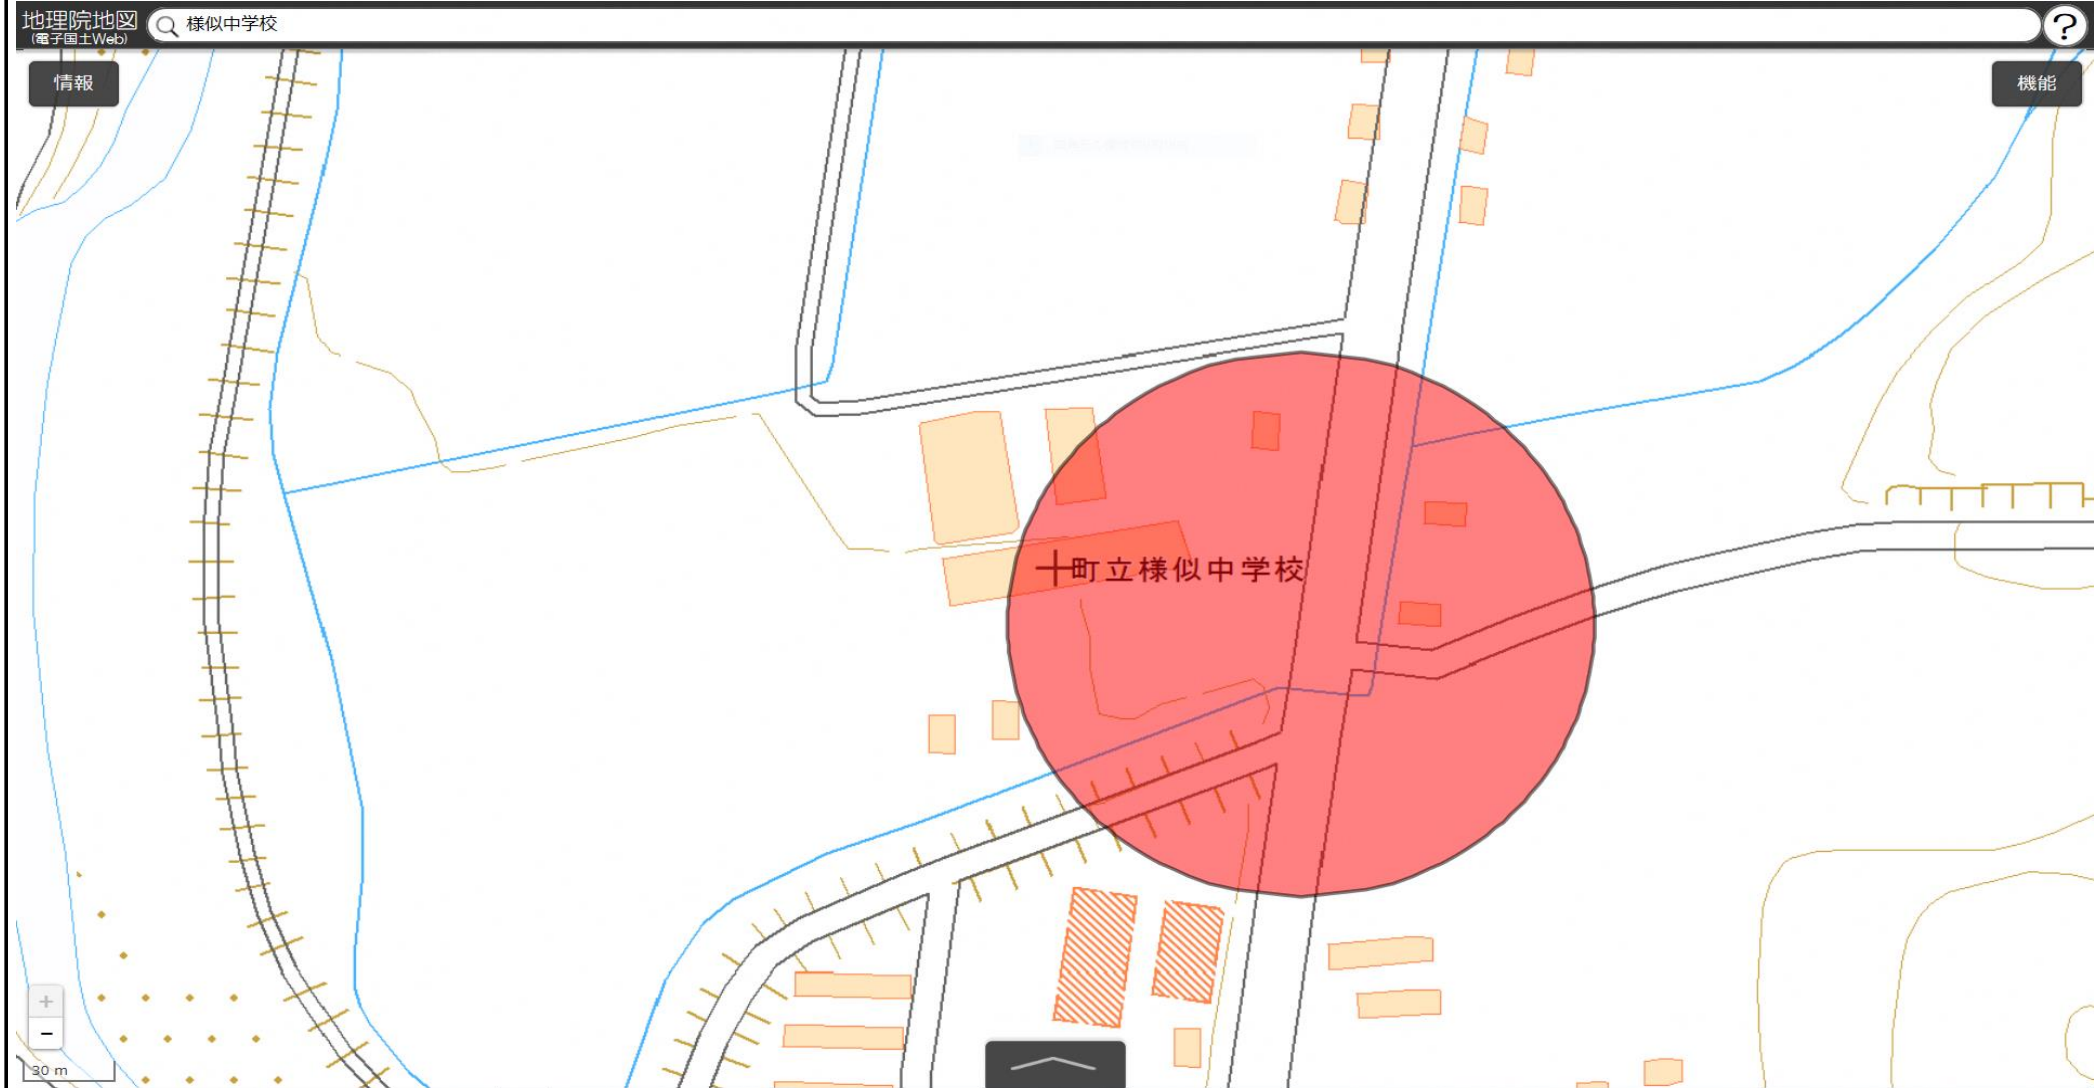 地理院地図
(電子国土Web)
様似中学校
?
情報
機能
町立様似中学校
+
−
30 m